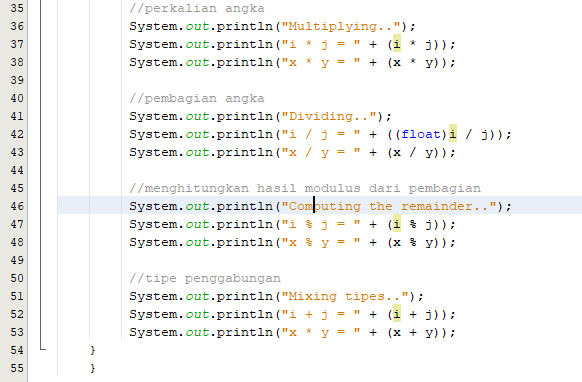 35 //perkalian angka
36 System.out.println("Multiplying..");
37 System.out.println("i * j = " + (i * j));
38 System.out.println("x * y = " + (x * y));
39
40 //pembagian angka
41 System.out.println("Dividing..");
42 System.out.println("i / j = " + ((float)i / j));
43 System.out.println("x / y = " + (x / y));
44
45 //menghitungkan hasil modulus dari pembagian
46 System.out.println("Computing the remainder..");
47 System.out.println("i % j = " + (i % j));
48 System.out.println("x % y = " + (x % y));
49
50 //tipe penggabungan
51 System.out.println("Mixing tipes..");
52 System.out.println("i + j = " + (i + j));
53 System.out.println("x * y = " + (x + y));
54 }
55 }